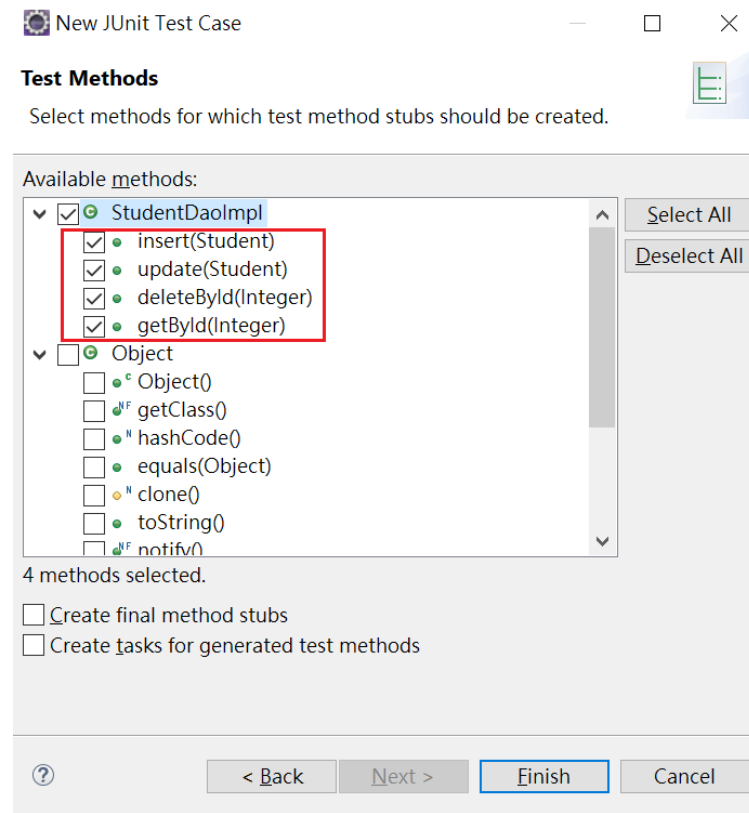 New JUnit Test Case
Test Methods
Select methods for which test method stubs should be created.
Available methods:
StudentDaoImpl
insert(Student)
update(Student)
deleteById(Integer)
getById(Integer)
Object
Object()
getClass()
hashCode()
equals(Object)
clone()
toString()
notify()
Select All
Deselect All
4 methods selected.
Create final method stubs
Create tasks for generated test methods
< Back
Next >
Finish
Cancel